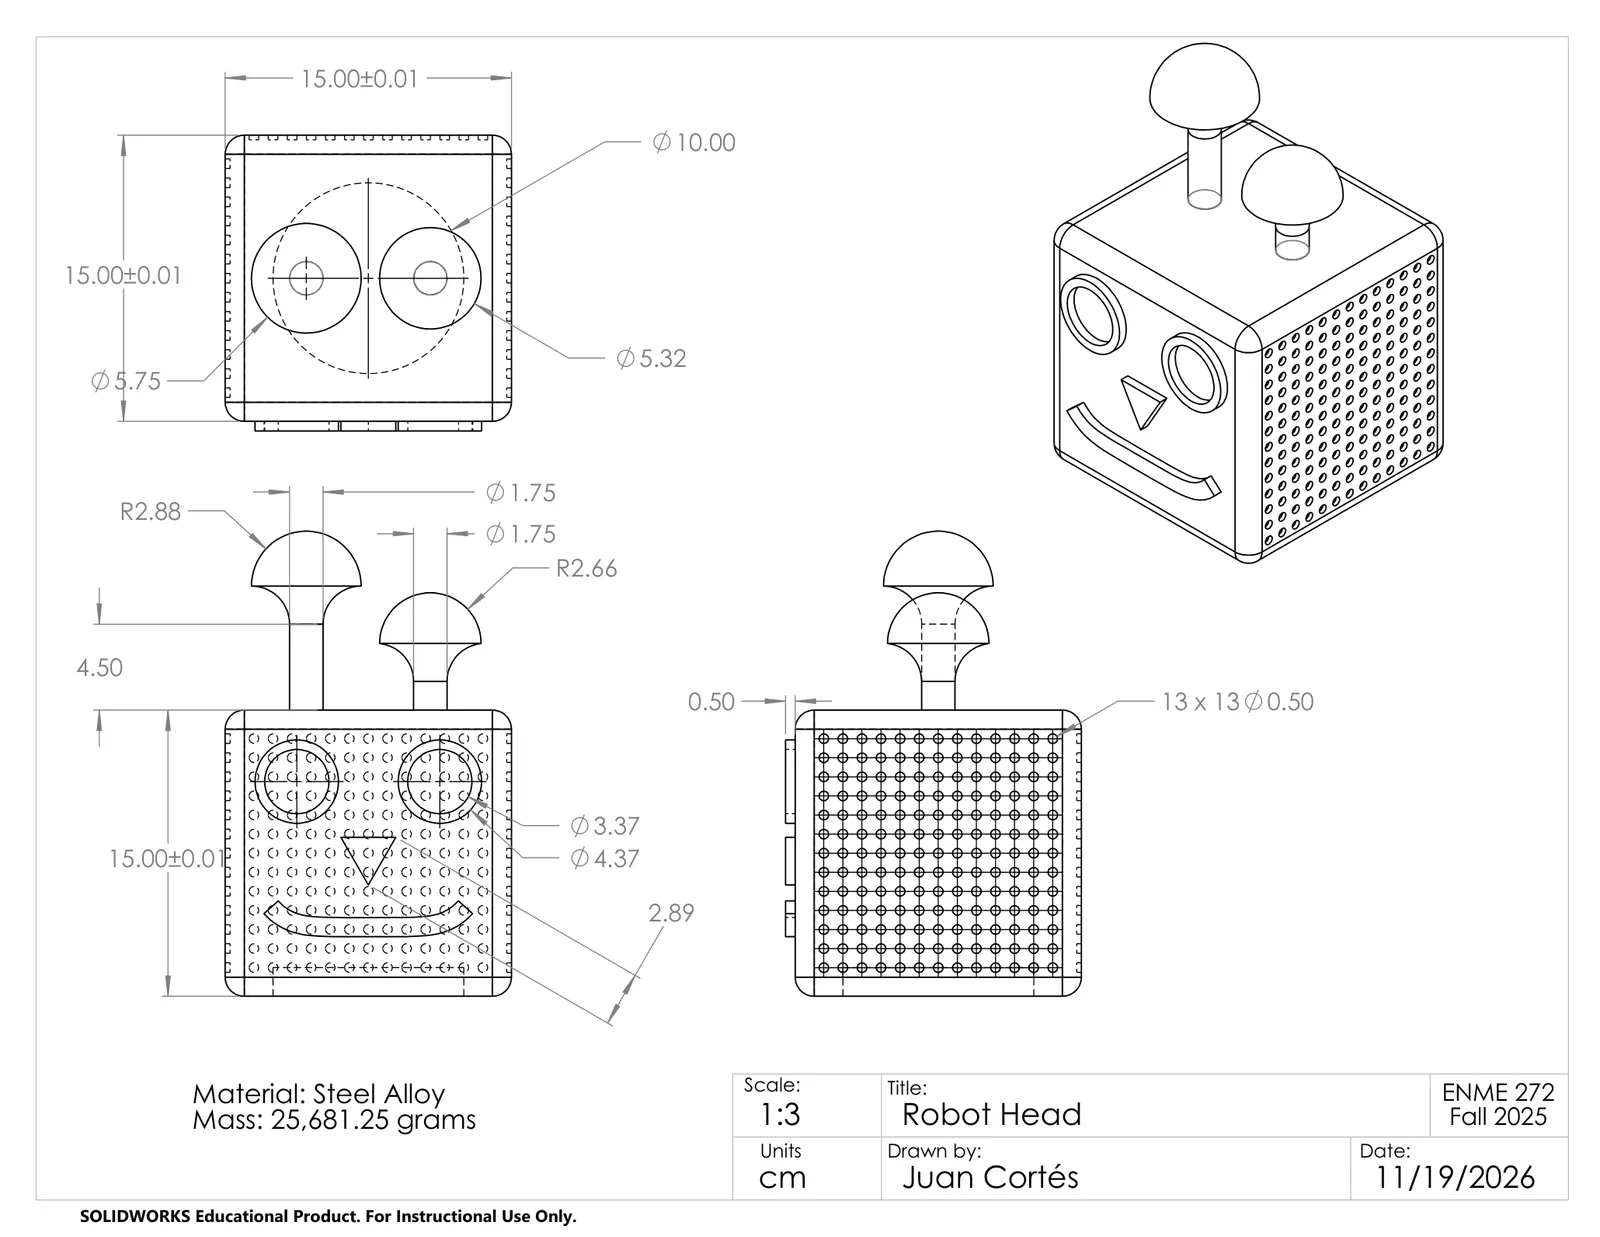 15.00±0.01
∅10.00
15.00±0.01
∅5.32
∅5.75
∅1.75
R2.88
∅1.75
R2.66
4.50
0.50
13 x 13∅0.50
∅3.37
15.00±0.01
∅4.37
2.89
Material: Steel Alloy
Mass: 25,681.25 grams
Scale:
1:3
Title:
Robot Head
ENME 272
Fall 2025
Units
cm
Drawn by:
Juan Cortés
Date:
11/19/2026
SOLIDWORKS Educational Product. For Instructional Use Only.